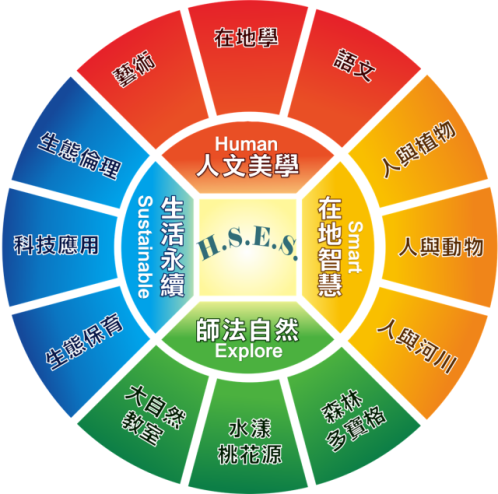 藝術
在地學
語文
人與植物
人與動物
人與河川
森林
多寶格
水漾
桃花源
大自然
教室
生態保育
科技應用
生態倫理
Human
人文美學
Smart
在地智慧
師法自然
Explore
生活永續
Sustainable
H.S.E.S.